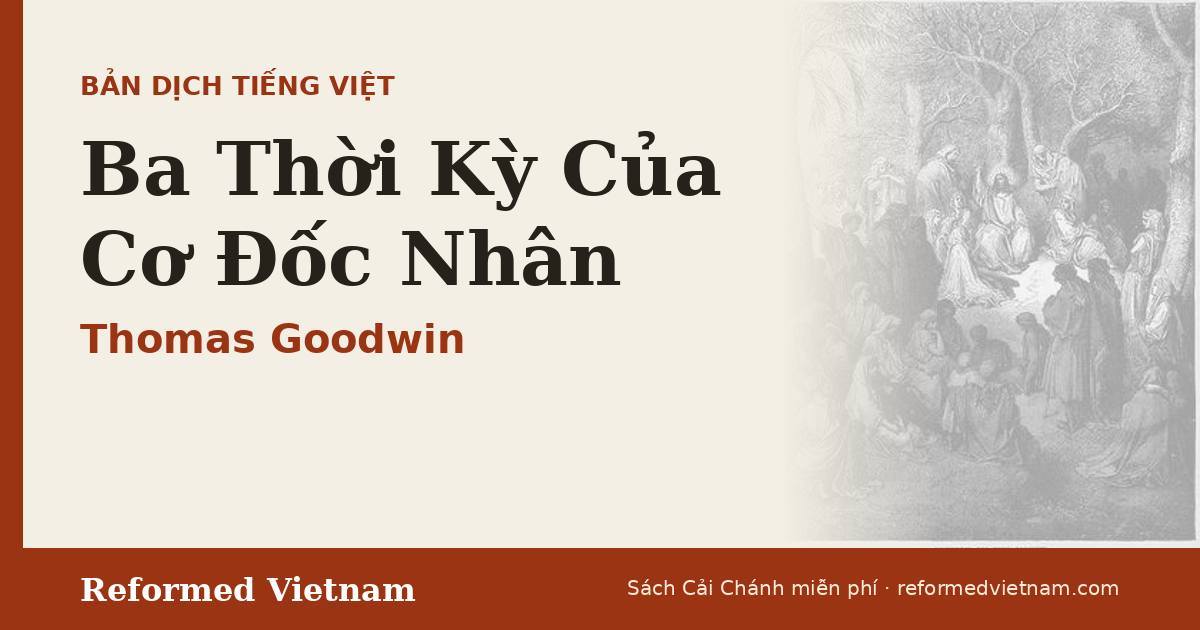 BẢN DỊCH TIẾNG VIỆT
Ba Thời Kỳ Của
Cơ Đốc Nhân
Thomas Goodwin
Reformed Vietnam
Sách Cải Chánh miễn phí · reformedvietnam.com